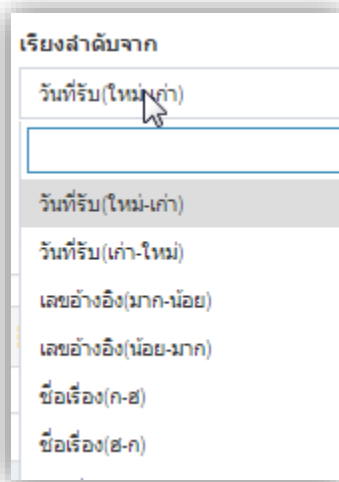 เรียงลำดับจาก
วันที่รับ(ใหม่-เก่า)
วันที่รับ(ใหม่-เก่า)
วันที่รับ(เก่า-ใหม่)
เลขอ้างอิง(มาก-น้อย)
เลขอ้างอิง(น้อย-มาก)
ชื่อเรื่อง(ก-ฮ)
ชื่อเรื่อง(ฮ-ก)